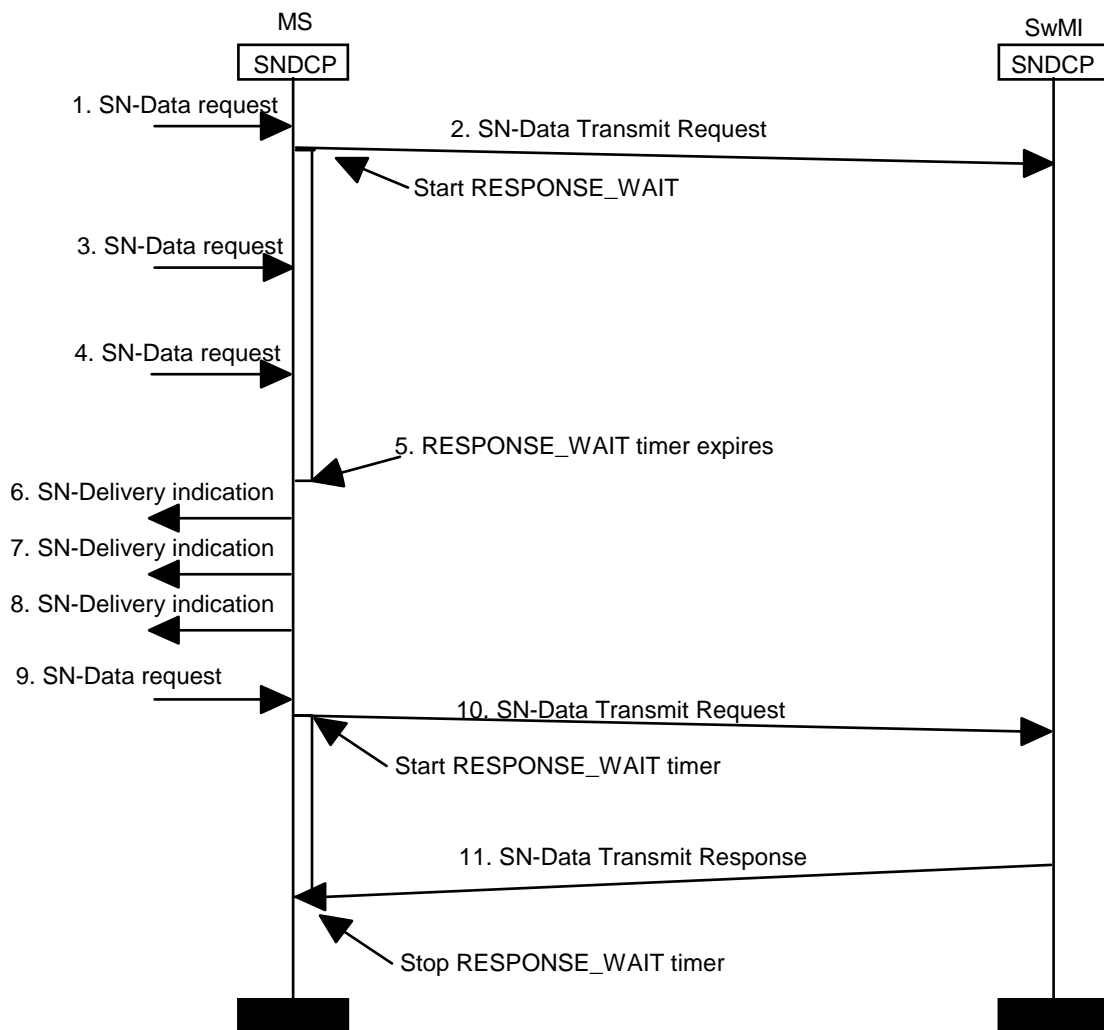 MS
SwMI
SNDCP
SNDCP
1. SN-Data request
2. SN-Data Transmit Request
Start RESPONSE_WAIT
3. SN-Data request
4. SN-Data request
5. RESPONSE_WAIT timer expires
6. SN-Delivery indication
7. SN-Delivery indication
8. SN-Delivery indication
9. SN-Data request
10. SN-Data Transmit Request
Start RESPONSE_WAIT timer
11. SN-Data Transmit Response
Stop RESPONSE_WAIT timer